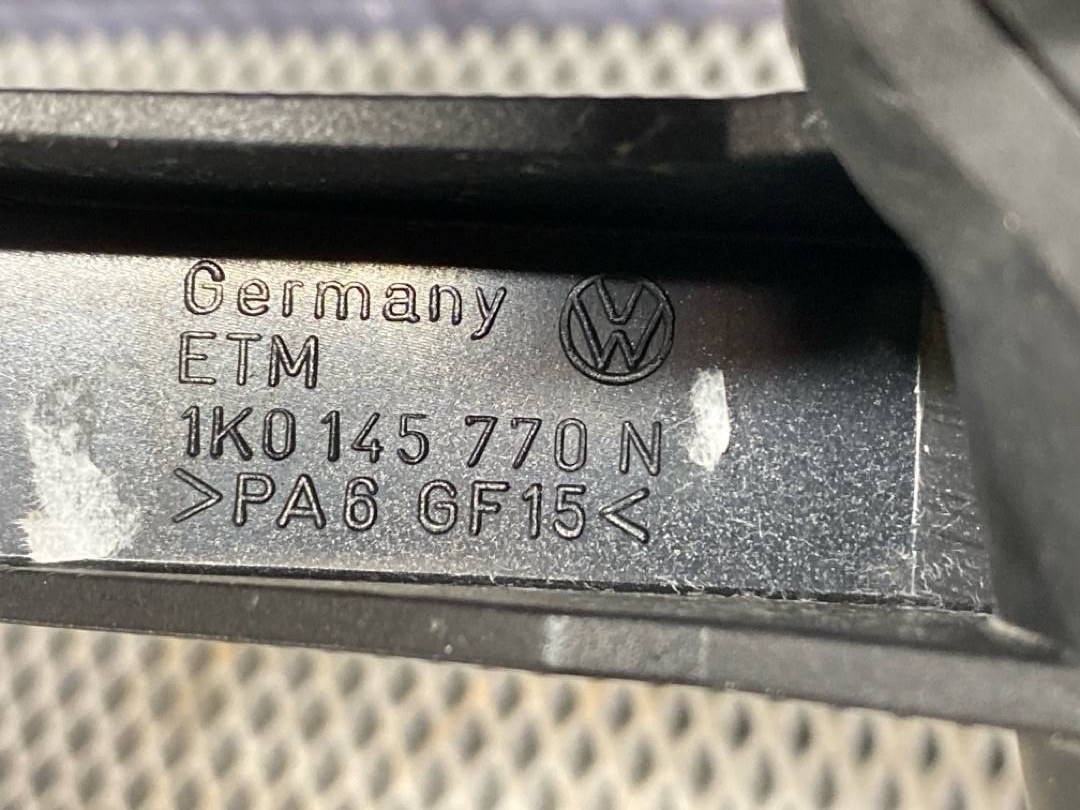 Germany
ETM
1K0 145 770 N
>PA6 GF15<